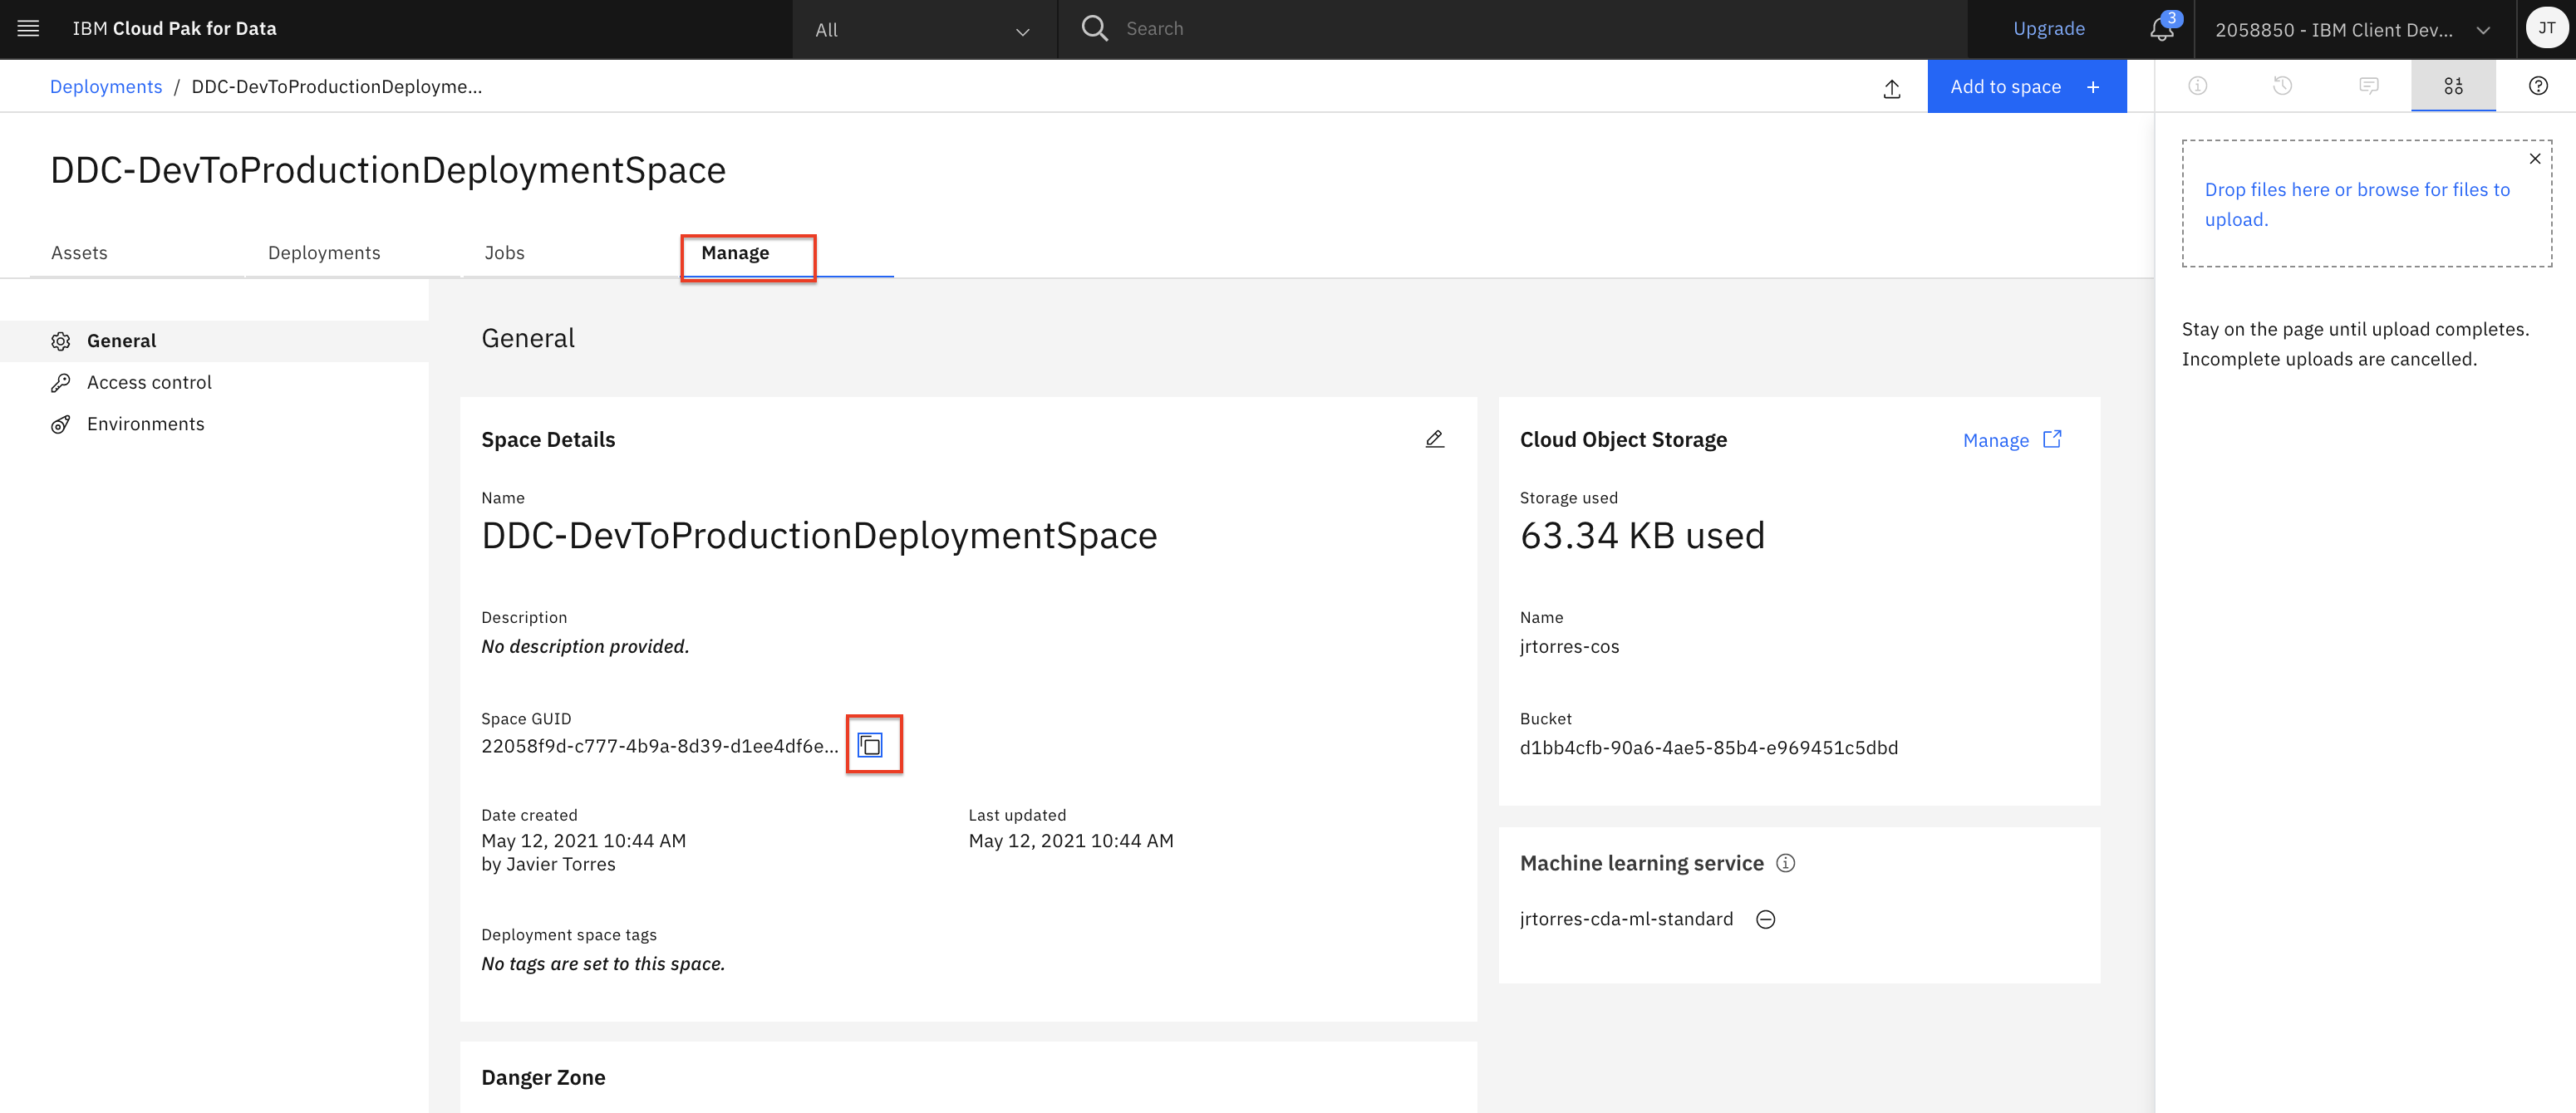 IBM Cloud Pak for Data
All
Search
Upgrade
3
2058850 - IBM Client Dev...
JT
Deployments / DDC-DevToProductionDeployme...
Add to space +
DDC-DevToProductionDeploymentSpace
Assets
Deployments
Jobs
Manage
General
Access control
Environments
General
Space Details
Name
DDC-DevToProductionDeploymentSpace
Description
No description provided.
Space GUID
22058f9d-c777-4b9a-8d39-d1ee4df6e...
Date created
May 12, 2021 10:44 AM
by Javier Torres
Last updated
May 12, 2021 10:44 AM
Deployment space tags
No tags are set to this space.
Danger Zone
Cloud Object Storage
Manage
Storage used
63.34 KB used
Name
jrtorres-cos
Bucket
d1bb4cfb-90a6-4ae5-85b4-e969451c5dbd
Machine learning service
jrtorres-cda-ml-standard
Drop files here or browse for files to
upload.
Stay on the page until upload completes.
Incomplete uploads are cancelled.